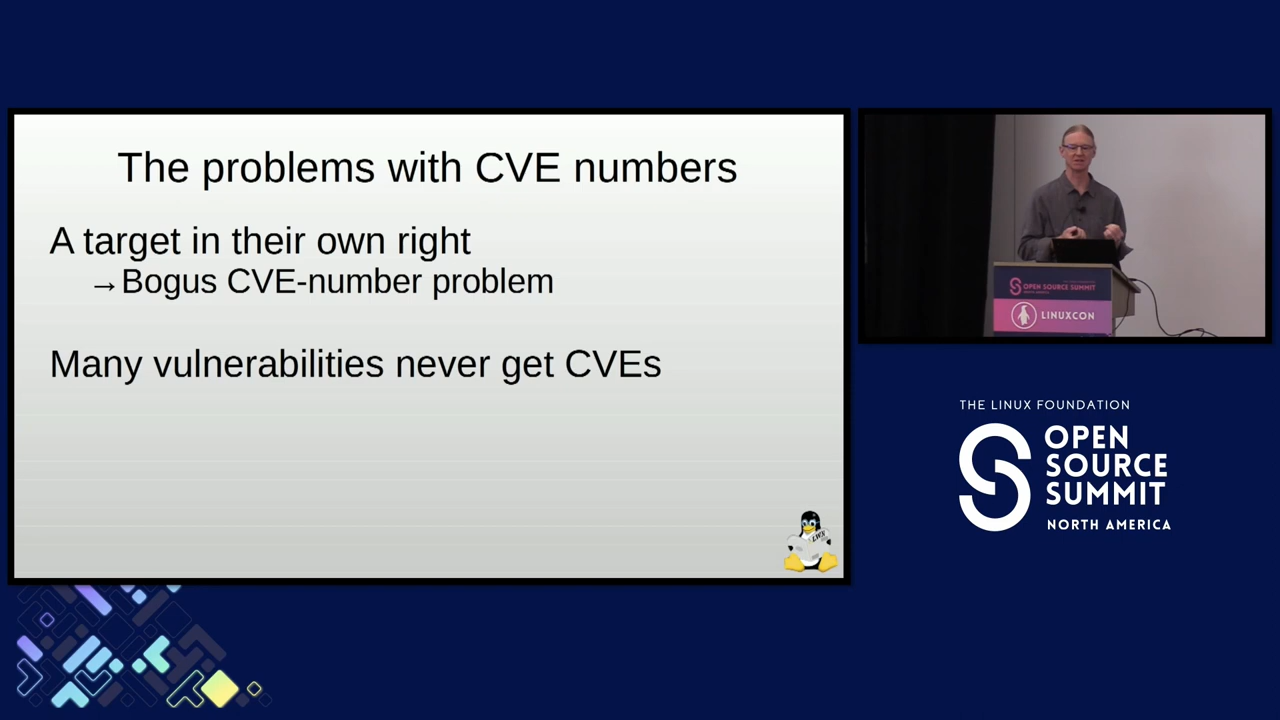 The problems with CVE numbers
A target in their own right
→Bogus CVE-number problem
Many vulnerabilities never get CVEs
LWN
OPEN SOURCE SUMMIT
LINUXCON
THE LINUX FOUNDATION
OPEN
SOURCE
SUMMIT
NORTH AMERICA